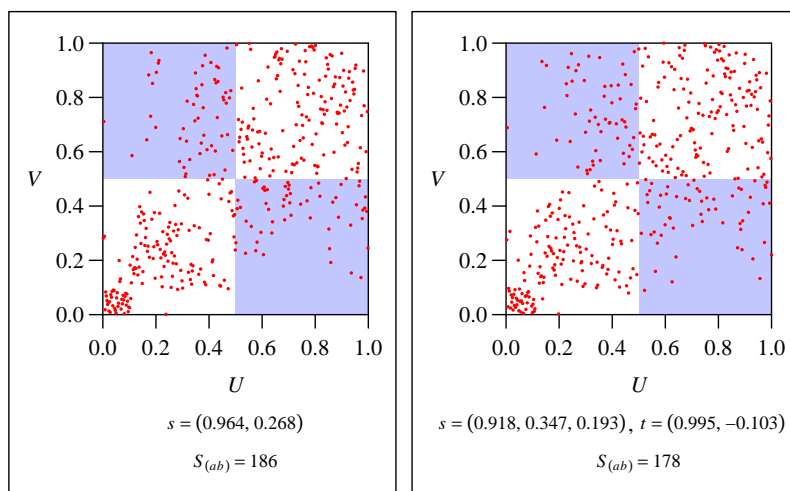 1.0
0.8
0.6
V
0.4
0.2
0.0
0.0 0.2 0.4 0.6 0.8 1.0
U
s = (0.964, 0.268)
S(ab) = 186
1.0
0.8
0.6
V
0.4
0.2
0.0
0.0 0.2 0.4 0.6 0.8 1.0
U
s = (0.918, 0.347, 0.193), t = (0.995, –0.103)
S(ab) = 178